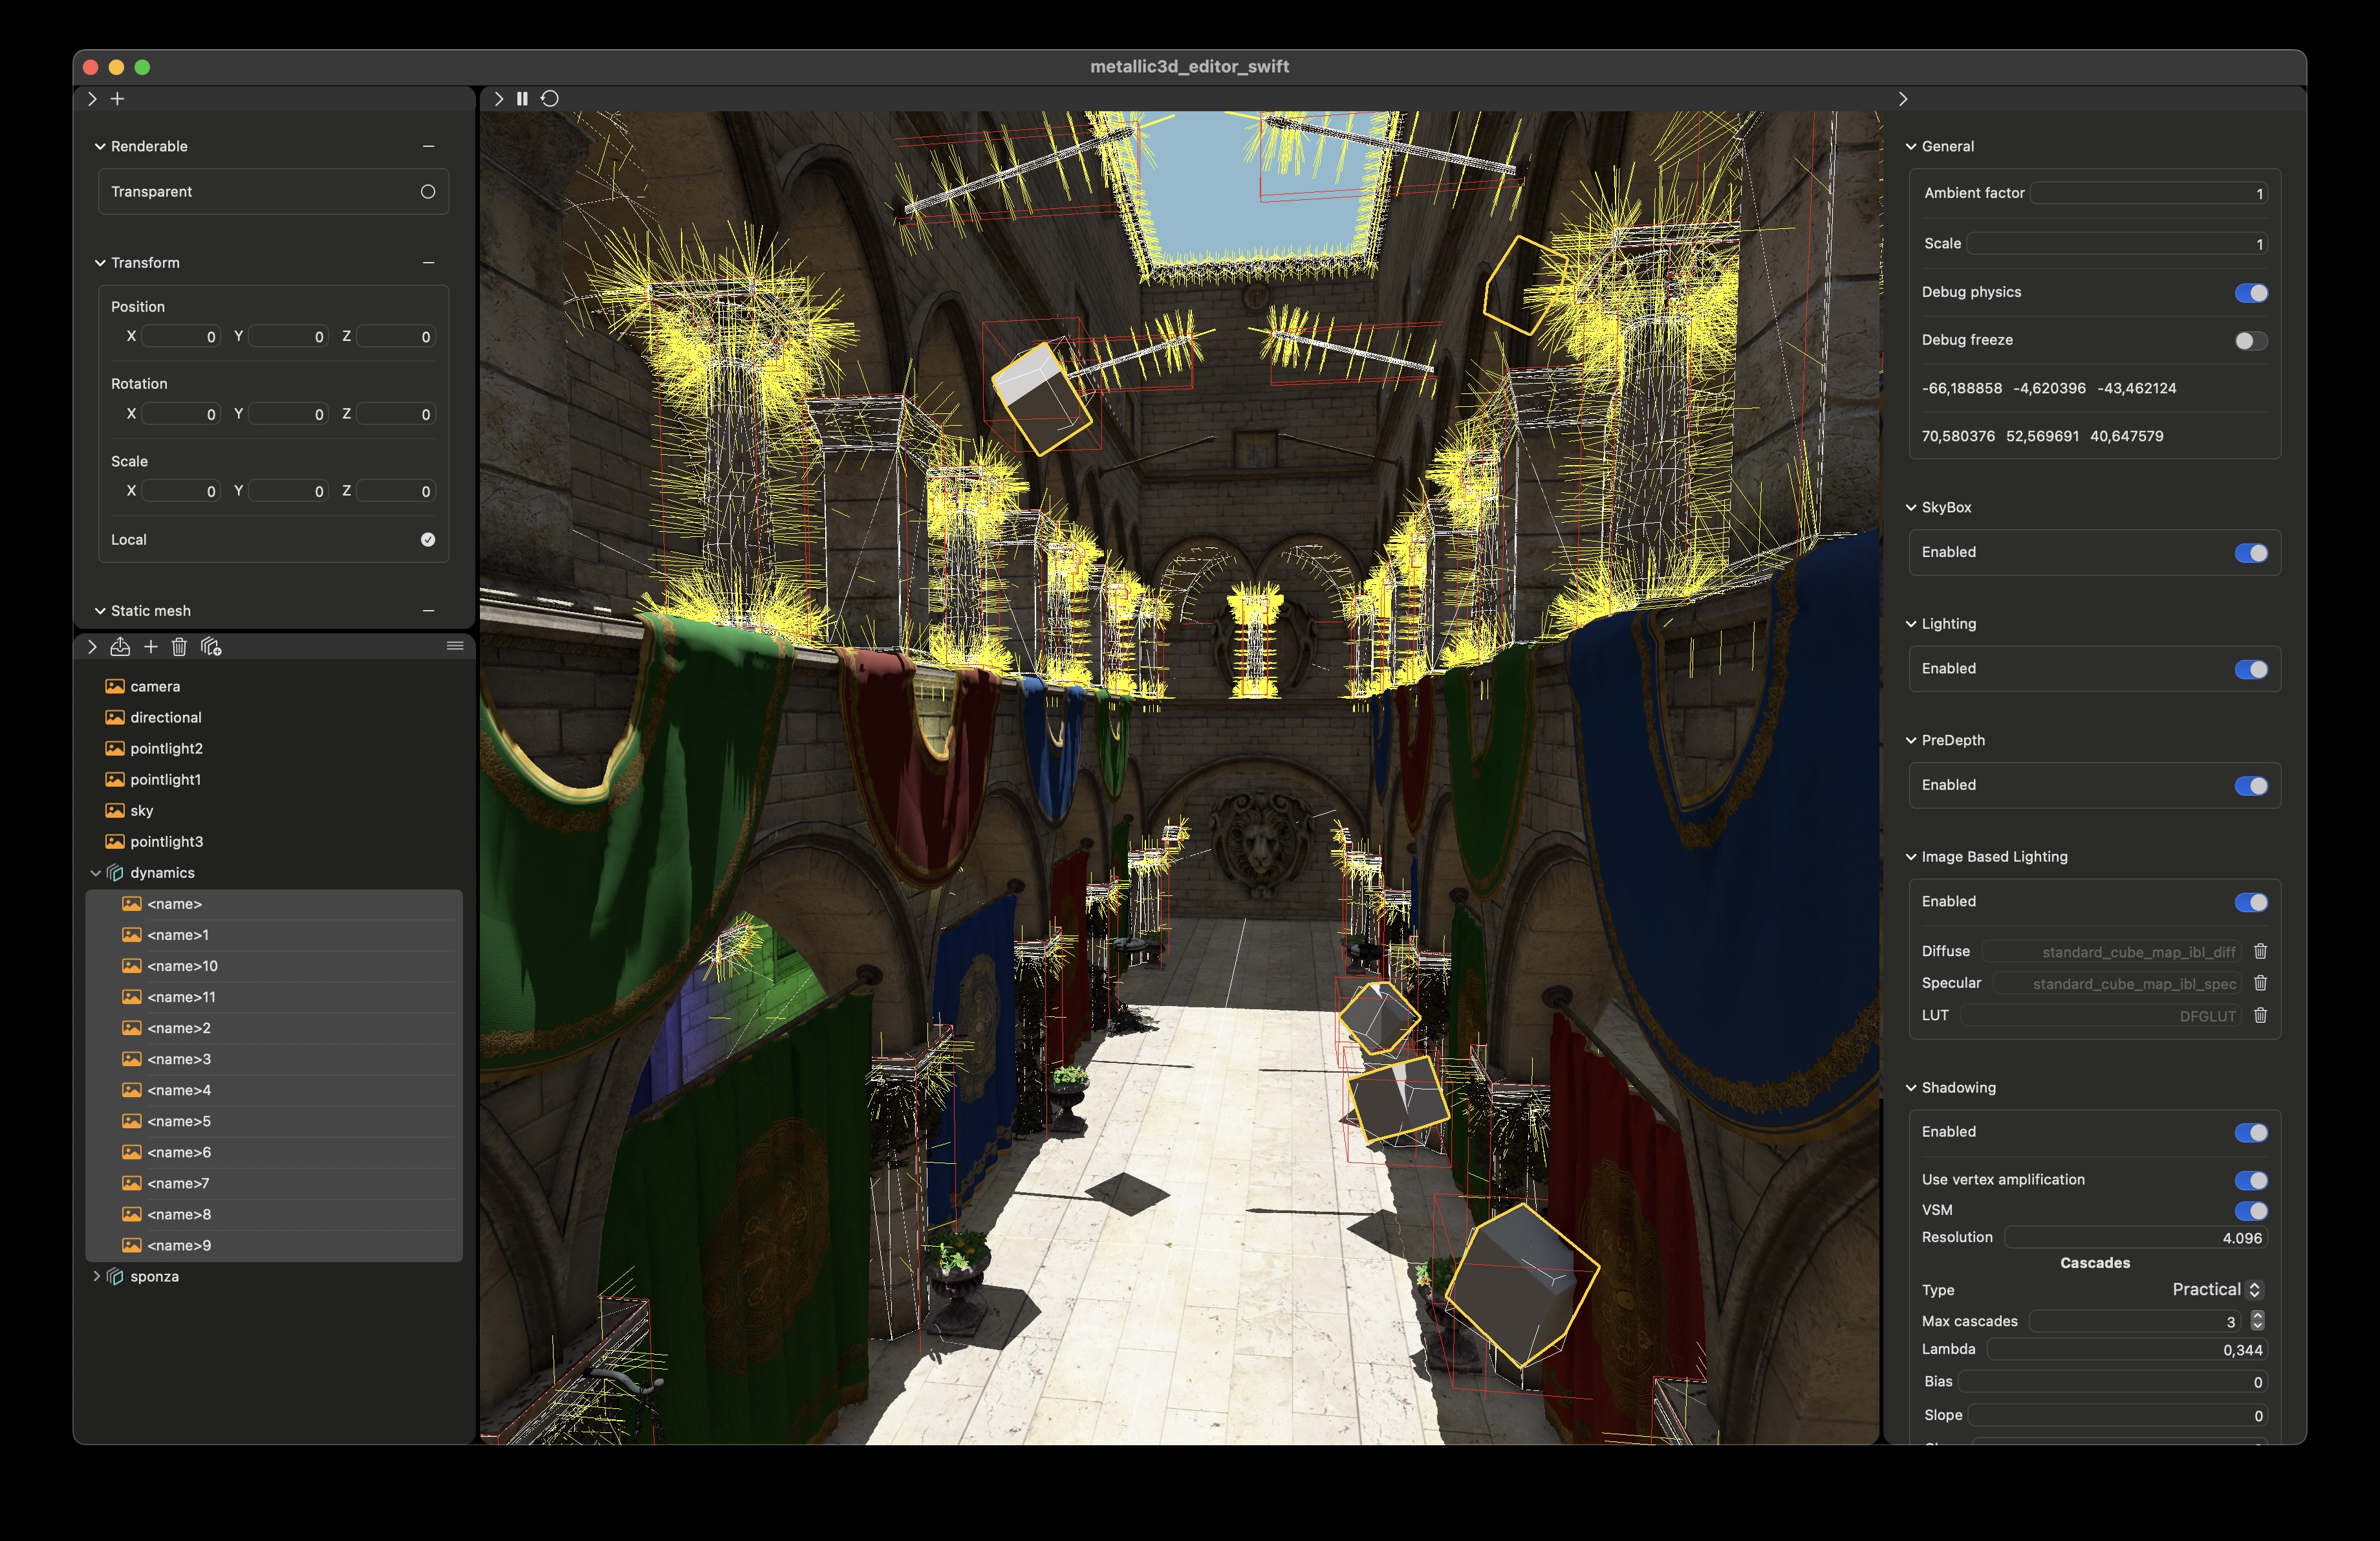 metallic3d_editor_swift
Renderable
Transparent
Transform
Position
X 0 Y 0 Z 0
Rotation
X 0 Y 0 Z 0
Scale
X 0 Y 0 Z 0
Local
Static mesh
camera
directional
pointlight2
pointlight1
sky
pointlight3
dynamics
<name>
<name>1
<name>10
<name>11
<name>2
<name>3
<name>4
<name>5
<name>6
<name>7
<name>8
<name>9
sponza
General
Ambient factor 1
Scale 1
Debug physics
Debug freeze
-66,188858 -4,620396 -43,462124
70,580376 52,569691 40,647579
SkyBox
Enabled
Lighting
Enabled
PreDepth
Enabled
Image Based Lighting
Enabled
Diffuse standard_cube_map_ibl_diff
Specular standard_cube_map_ibl_spec
LUT DFGLUT
Shadowing
Enabled
Use vertex amplification
VSM
Resolution 4.096
Cascades
Type Practical
Max cascades 3
Lambda 0,344
Bias 0
Slope 0